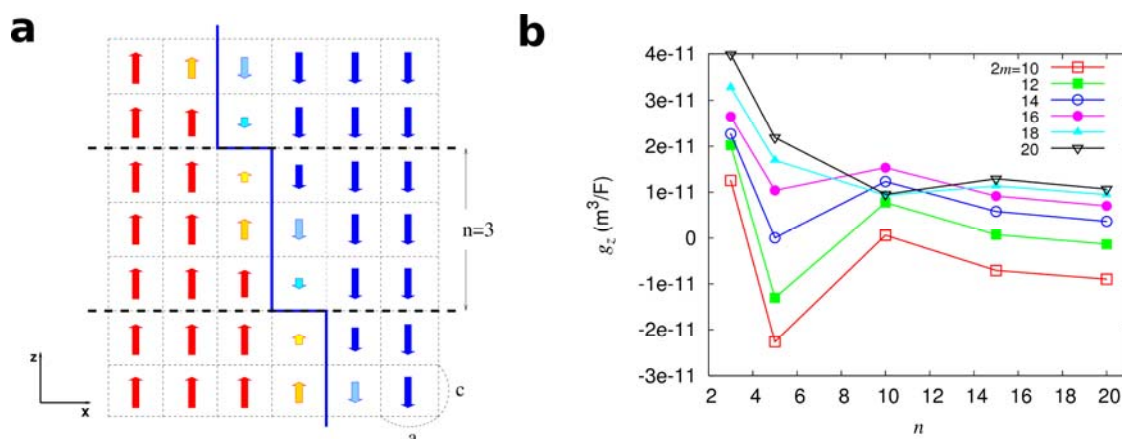 a
n=3
z
x
c
a
b
g_z (m³/F)
4e-11
3e-11
2e-11
1e-11
0
-1e-11
-2e-11
-3e-11
2m=10
12
14
16
18
20
2 4 6 8 10 12 14 16 18 20
n